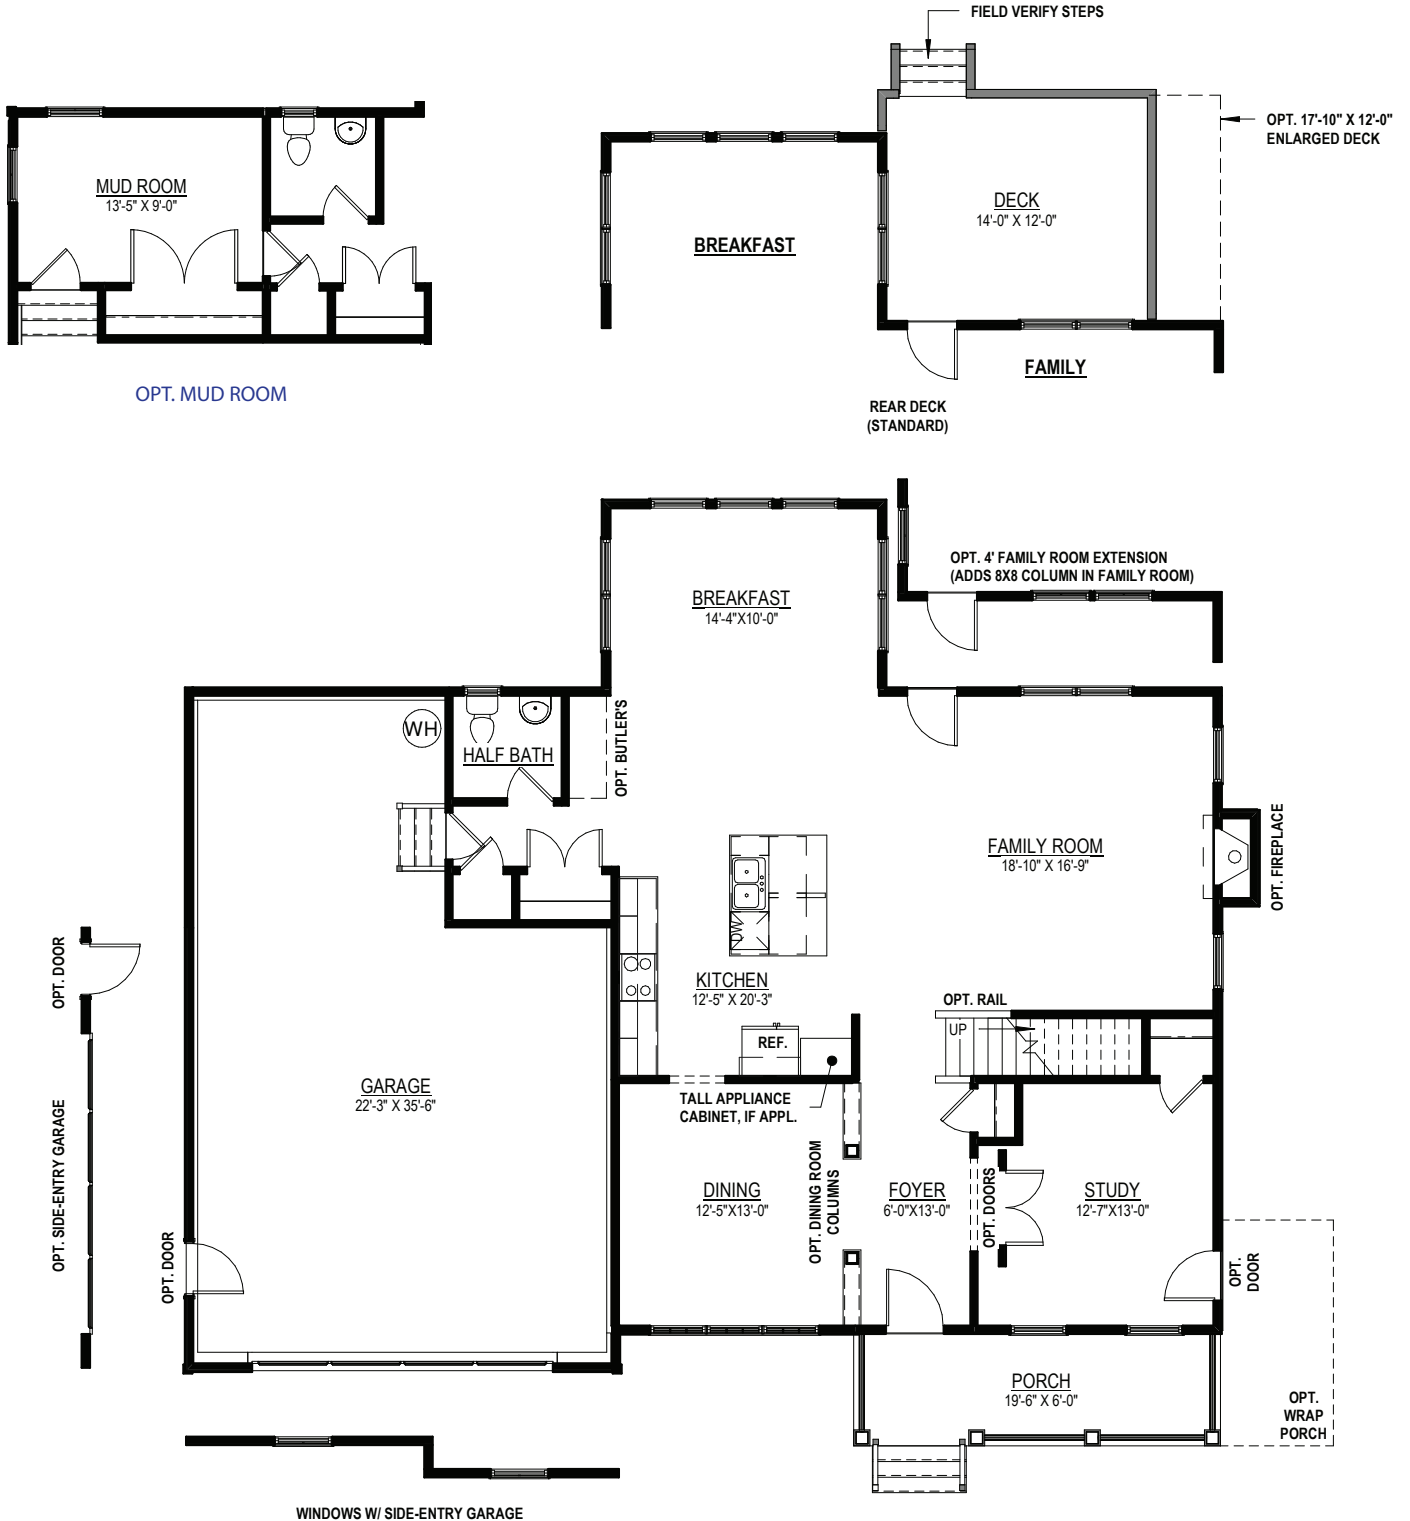 FIELD VERIFY STEPS
OPT. 17'-10" X 12'-0"
ENLARGED DECK
MUD ROOM
13'-5" X 9'-0"
DECK
14'-0" X 12'-0"
BREAKFAST
FAMILY
OPT. MUD ROOM
REAR DECK
(STANDARD)
OPT. 4' FAMILY ROOM EXTENSION
(ADDS 8X8 COLUMN IN FAMILY ROOM)
BREAKFAST
14'-4"X10'-0"
WH
HALF BATH
OPT. BUTLER'S
FAMILY ROOM
18'-10" X 16'-9"
OPT. FIREPLACE
DW
KITCHEN
12'-5" X 20'-3"
OPT. RAIL
UP
REF.
OPT. DOOR
GARAGE
22'-3" X 35'-6"
TALL APPLIANCE
CABINET, IF APPL.
OPT. SIDE-ENTRY GARAGE
OPT. DINING ROOM
COLUMNS
DINING
12'-5"X13'-0"
FOYER
6'-0"X13'-0"
OPT. DOORS
STUDY
12'-7"X13'-0"
OPT. DOOR
OPT.
DOOR
PORCH
19'-6" X 6'-0"
OPT.
WRAP
PORCH
WINDOWS W/ SIDE-ENTRY GARAGE